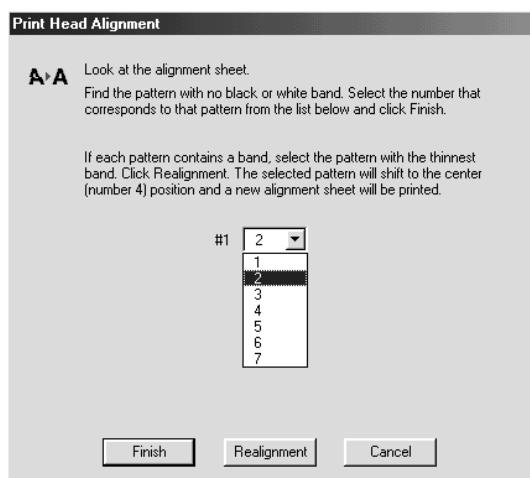 Print Head Alignment
A A
Look at the alignment sheet.
Find the pattern with no black or white band. Select the number that
corresponds to that pattern from the list below and click Finish.
If each pattern contains a band, select the pattern with the thinnest
band. Click Realignment. The selected pattern will shift to the center
(number 4) position and a new alignment sheet will be printed.
#1 2
1
2
3
4
5
6
7
Finish Realignment Cancel